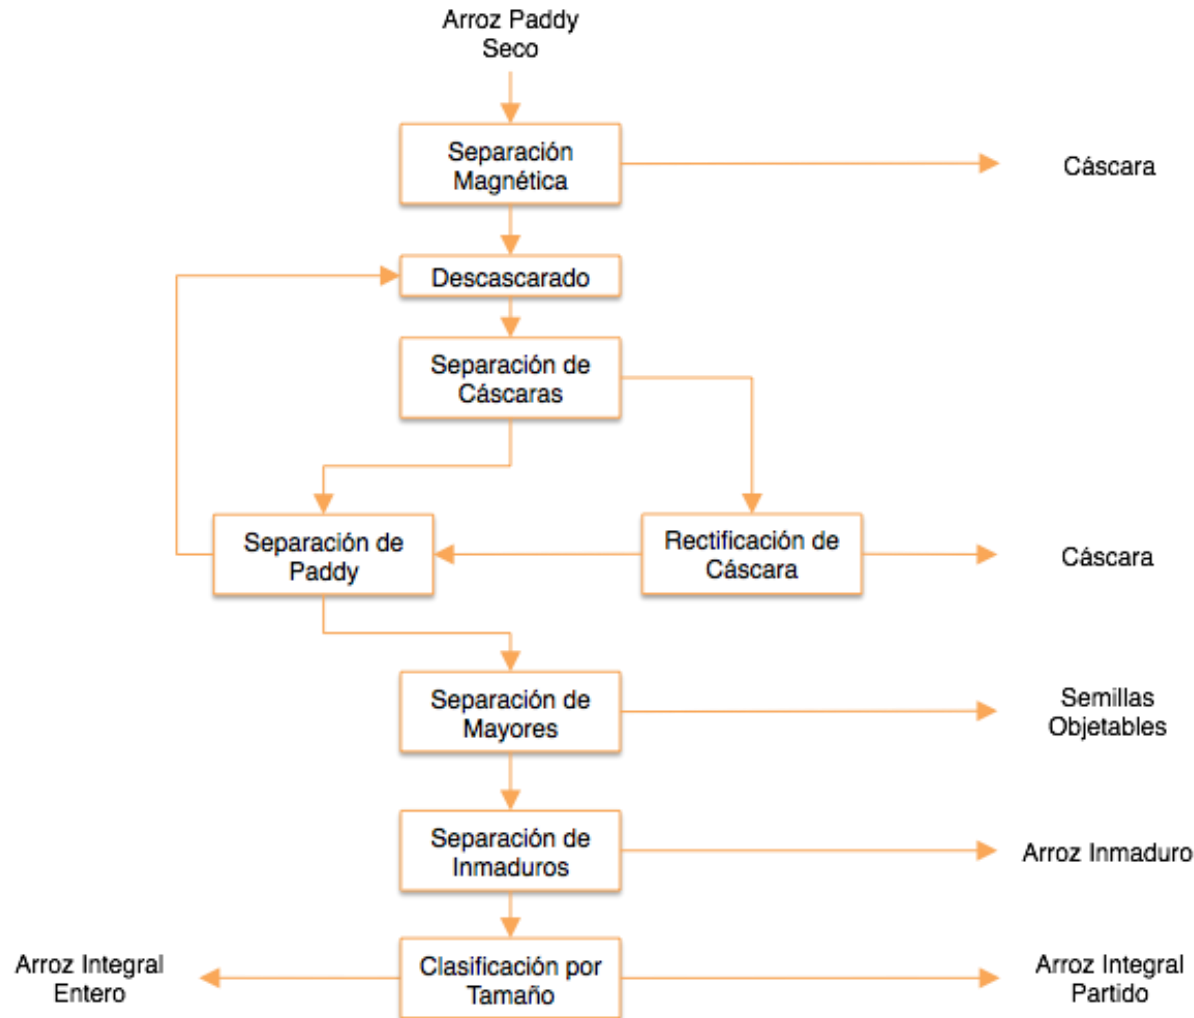 Arroz Paddy
Seco
Separación
Magnética
Cáscara
Descascarado
Separación de
Cáscaras
Separación de
Paddy
Rectificación de
Cáscara
Cáscara
Separación de
Mayores
Semillas
Objetables
Separación de
Inmaduros
Arroz Inmaduro
Arroz Integral
Entero
Clasificación por
Tamaño
Arroz Integral
Partido